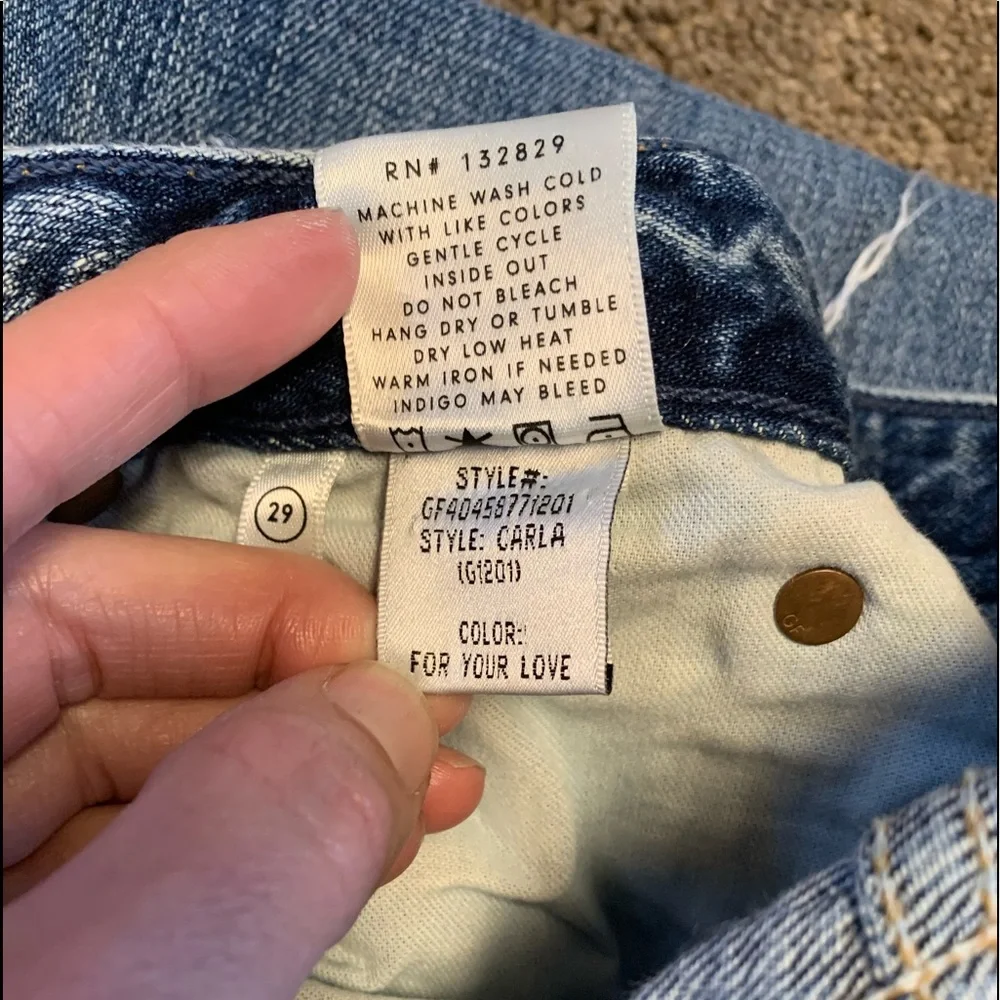 RN# 132829
MACHINE WASH COLD
WITH LIKE COLORS
GENTLE CYCLE
INSIDE OUT
DO NOT BLEACH
HANG DRY OR TUMBLE
DRY LOW HEAT
WARM IRON IF NEEDED
INDIGO MAY BLEED
29
STYLE#:
GF40458771201
STYLE: CARLA
(G1201)
COLOR:
FOR YOUR LOVE